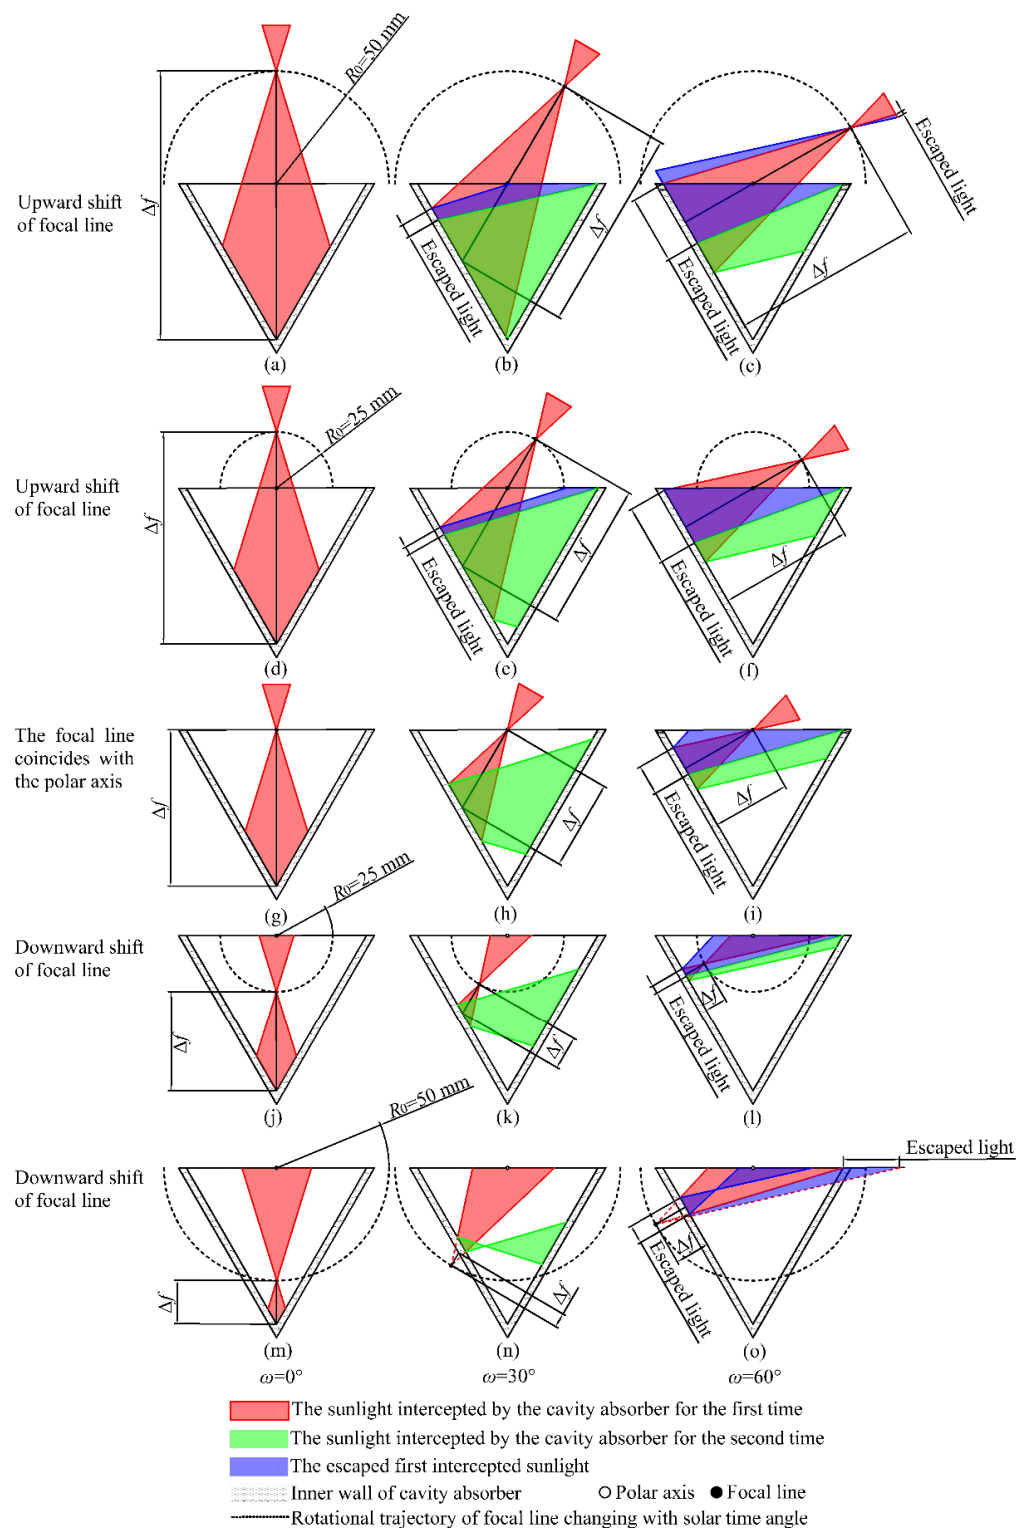 R₀=50 mm
Upward shift
of focal line
Δf
Escaped light
Δf
Escaped light
Escaped light
Δf
(a)
(b)
(c)
R₀=25 mm
Upward shift
of focal line
Δf
Escaped light
Δf
Escaped light
Δf
(d)
(e)
(f)
The focal line
coincides with
the polar axis
Δf
Δf
Escaped light
Δf
(g)
(h)
(i)
R₀=25 mm
Downward shift
of focal line
Δf
Δf
Escaped light
Δf
(j)
(k)
(l)
R₀=50 mm
Downward shift
of focal line
Escaped light
Δf
Δf
Escaped light
Δf
(m)
(n)
(o)
ω=0°
ω=30°
ω=60°
The sunlight intercepted by the cavity absorber for the first time
The sunlight intercepted by the cavity absorber for the second time
The escaped first intercepted sunlight
Inner wall of cavity absorber
Polar axis
Focal line
Rotational trajectory of focal line changing with solar time angle